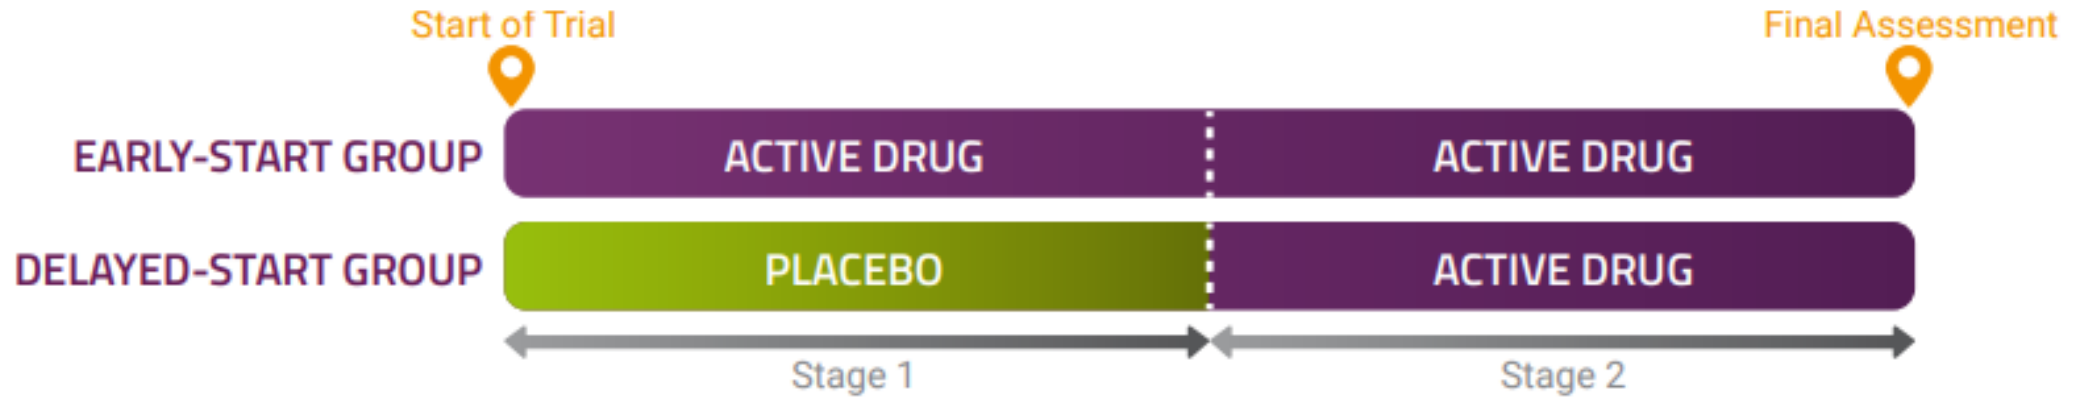 Start of Trial
Final Assessment
EARLY-START GROUP
ACTIVE DRUG
ACTIVE DRUG
DELAYED-START GROUP
PLACEBO
ACTIVE DRUG
Stage 1
Stage 2